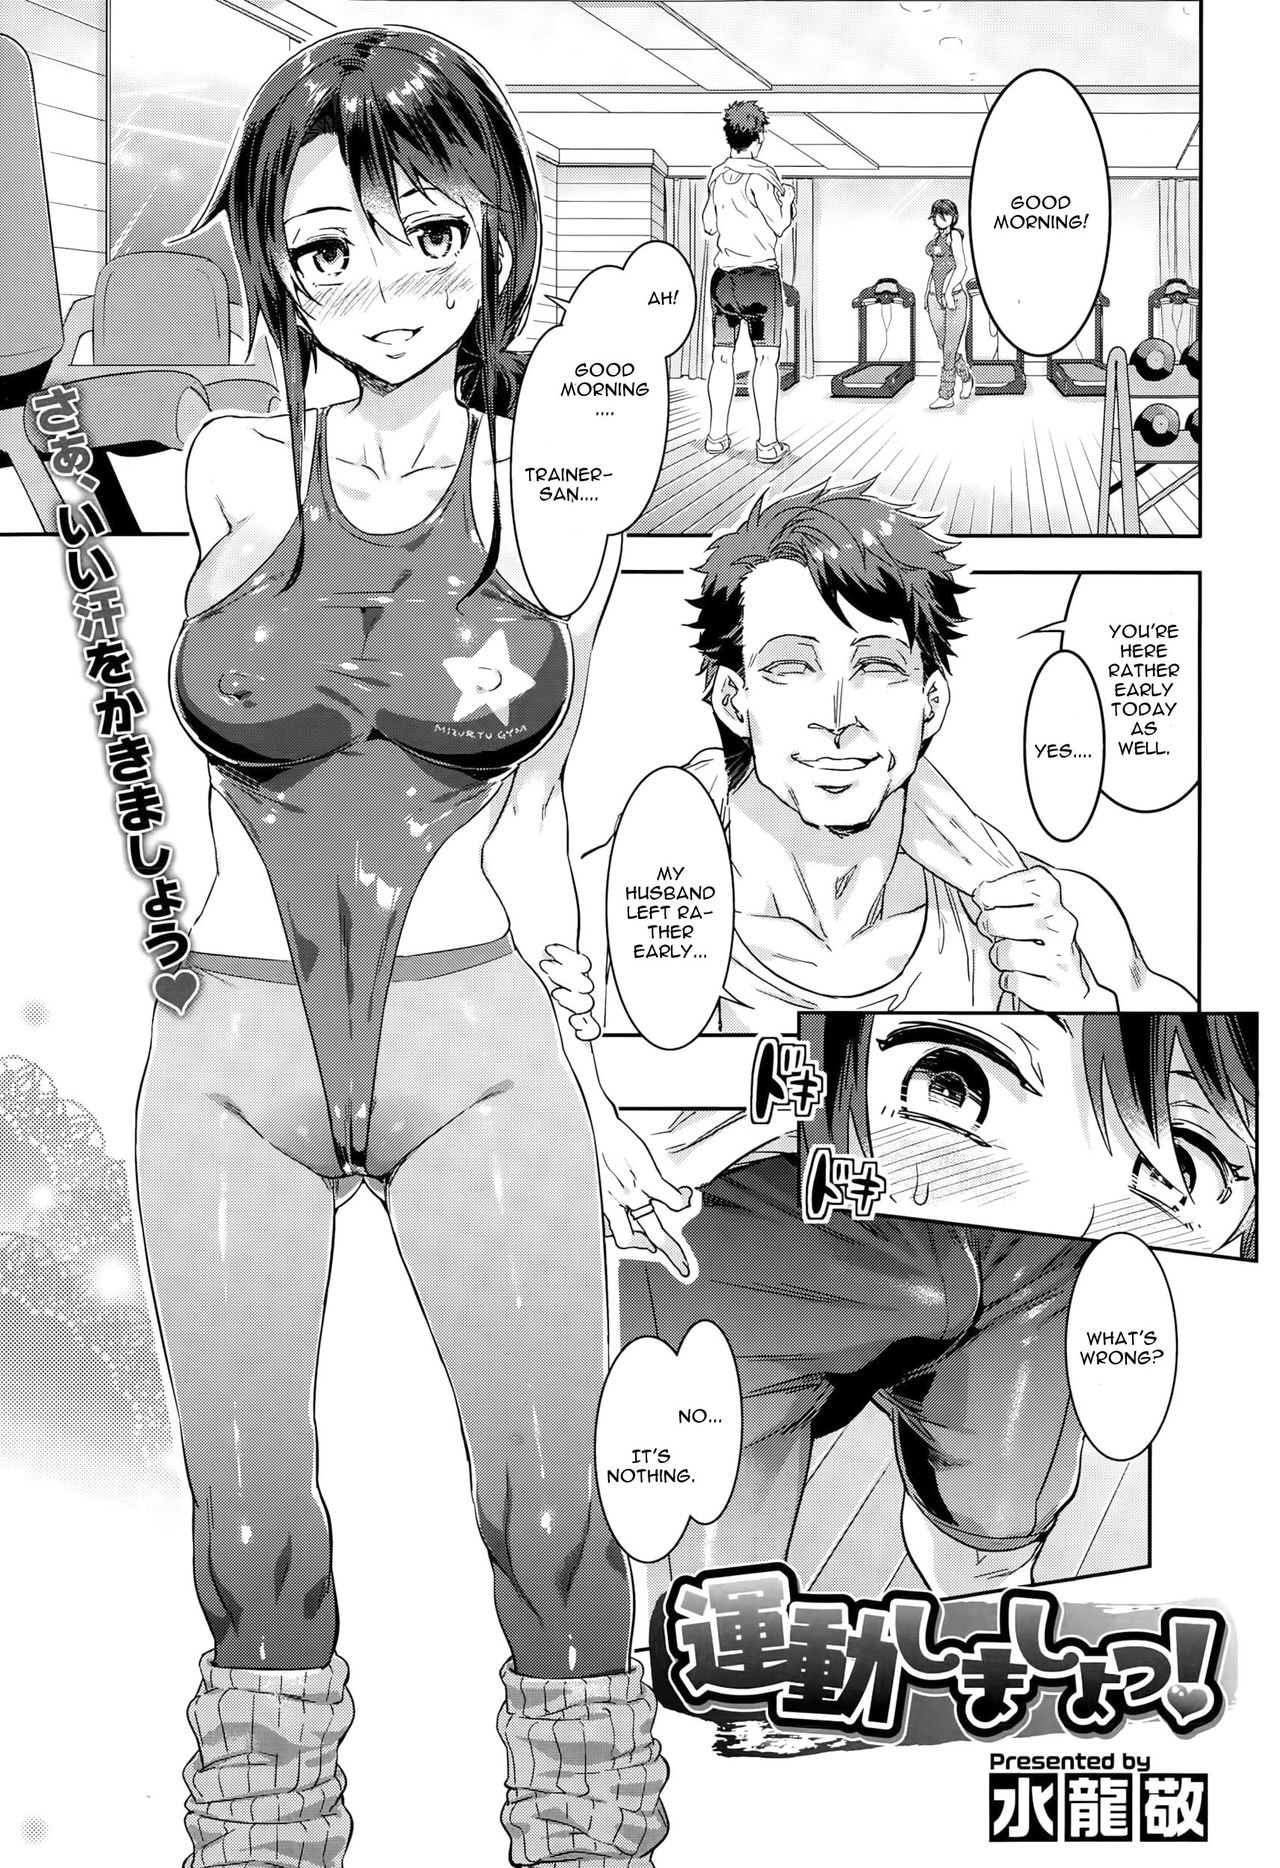 GOOD
MORNING!
AH!
GOOD
MORNING
....
TRAINER-
SAN....
さあ、いい汗をかきましょう♥
MIZURYU GYM
YOU'RE
HERE
RATHER
EARLY
TODAY
AS
WELL.
YES....
MY
HUSBAND
LEFT RA-
THER
EARLY...
ドキ
ドキ
WHAT'S
WRONG?
NO...
IT'S
NOTHING.
運動しましょっ!
Presented by
水龍敬